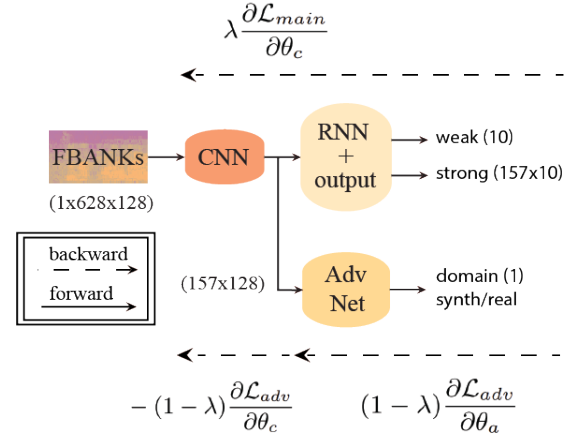 λ ∂ℒ_main / ∂θ_c
FBANKs
(1x628x128)
CNN
RNN
+
output
weak (10)
strong (157x10)
backward
forward
(157x128)
Adv
Net
domain (1)
synth/real
− (1−λ) ∂ℒ_adv / ∂θ_c
(1−λ) ∂ℒ_adv / ∂θ_a